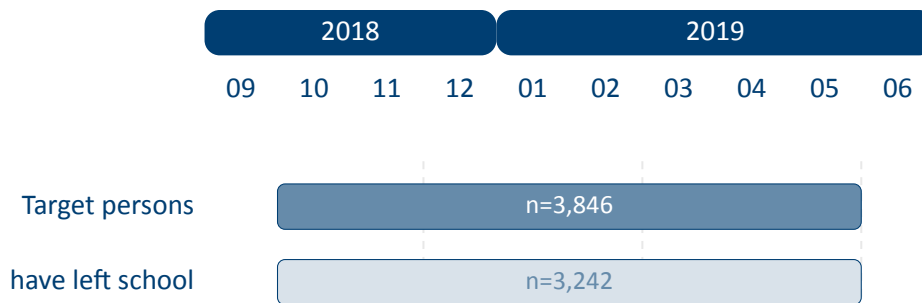 2018 2019
09 10 11 12 01 02 03 04 05 06
Target persons n=3,846
have left school n=3,242